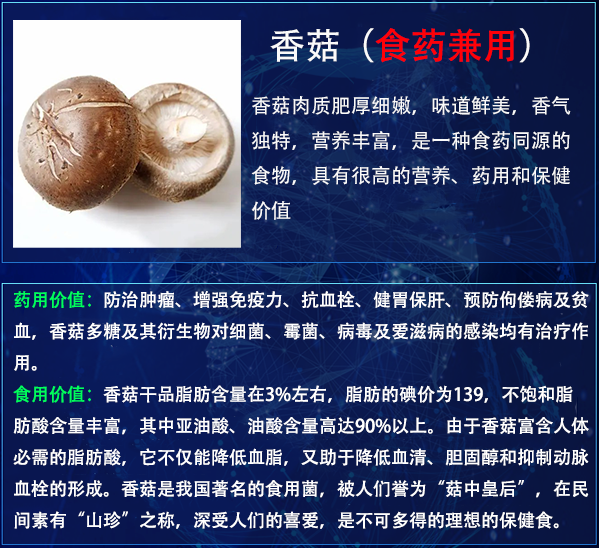 香菇（食药兼用）
香菇肉质肥厚细嫩，味道鲜美，香气
独特，营养丰富，是一种食药同源的
食物，具有很高的营养、药用和保健
价值
药用价值：防治肿瘤、增强免疫力、抗血栓、健胃保肝、预防佝偻病及贫
血，香菇多糖及其衍生物对细菌、霉菌、病毒及爱滋病的感染均有治疗作
用。
食用价值：香菇干品脂肪含量在3%左右，脂肪的碘价为139，不饱和脂
肪酸含量丰富，其中亚油酸、油酸含量高达90%以上。由于香菇富含人体
必需的脂肪酸，它不仅能降低血脂，又助于降低血清、胆固醇和抑制动脉
血栓的形成。香菇是我国著名的食用菌，被人们誉为“菇中皇后”，在民
间素有“山珍”之称，深受人们的喜爱，是不可多得的理想的保健食。